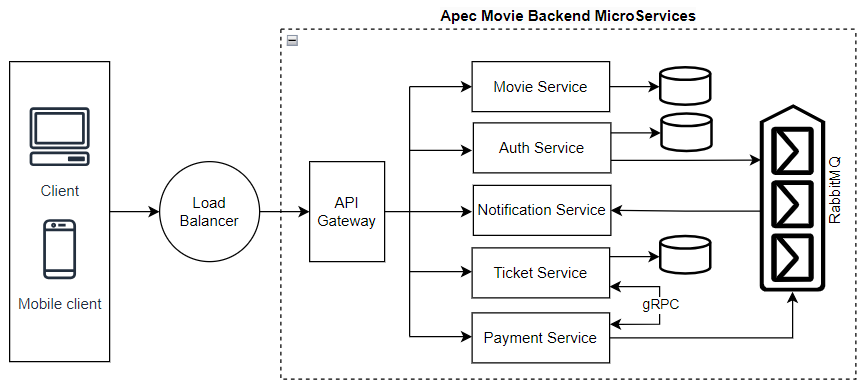 Apec Movie Backend MicroServices
Client
Mobile client
Load
Balancer
API
Gateway
Movie Service
Auth Service
Notification Service
Ticket Service
gRPC
Payment Service
RabbitMQ